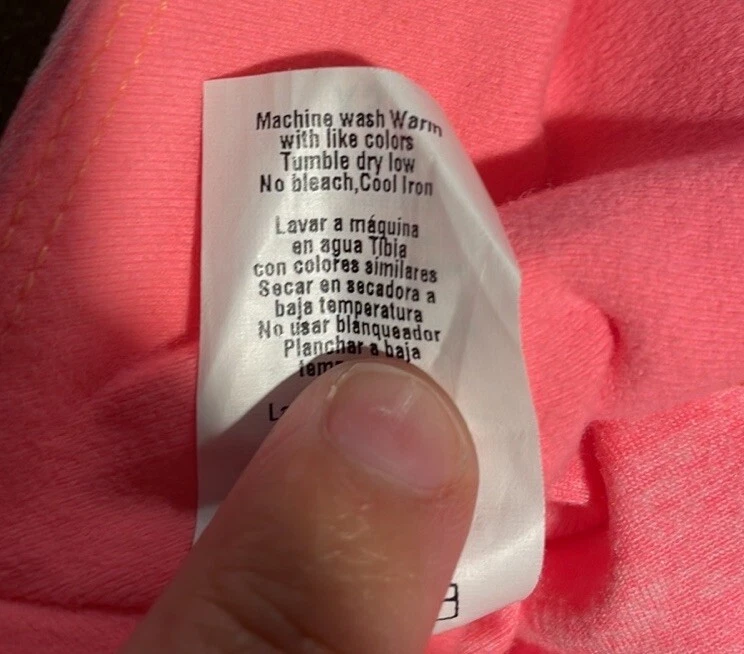 Machine wash Warm
with like colors
Tumble dry low
No bleach,Cool Iron
Lavar a máquina
en agua Tibia
con colores similares
Secar en secadora a
baja temperatura
No usar blanqueador
Planchar a baja